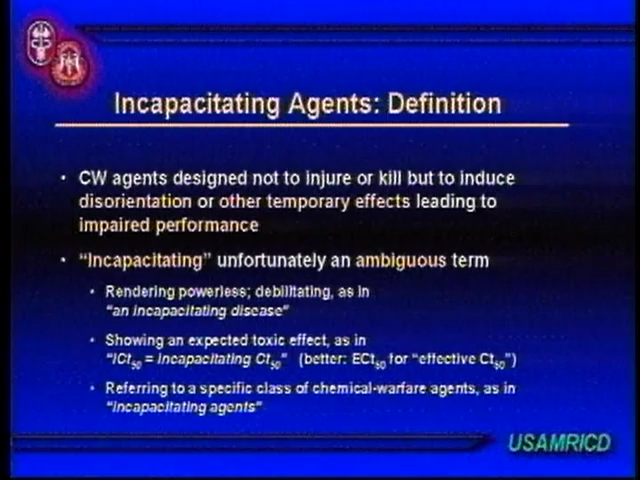 Incapacitating Agents: Definition
• CW agents designed not to injure or kill but to induce
disorientation or other temporary effects leading to
impaired performance
• "Incapacitating" unfortunately an ambiguous term
• Rendering powerless; debilitating, as in
"an incapacitating disease"
• Showing an expected toxic effect, as in
"ICt50 = incapacitating Ct50" (better: ECt50 for "effective Ct50")
• Referring to a specific class of chemical-warfare agents, as in
"incapacitating agents"
USAMRICD